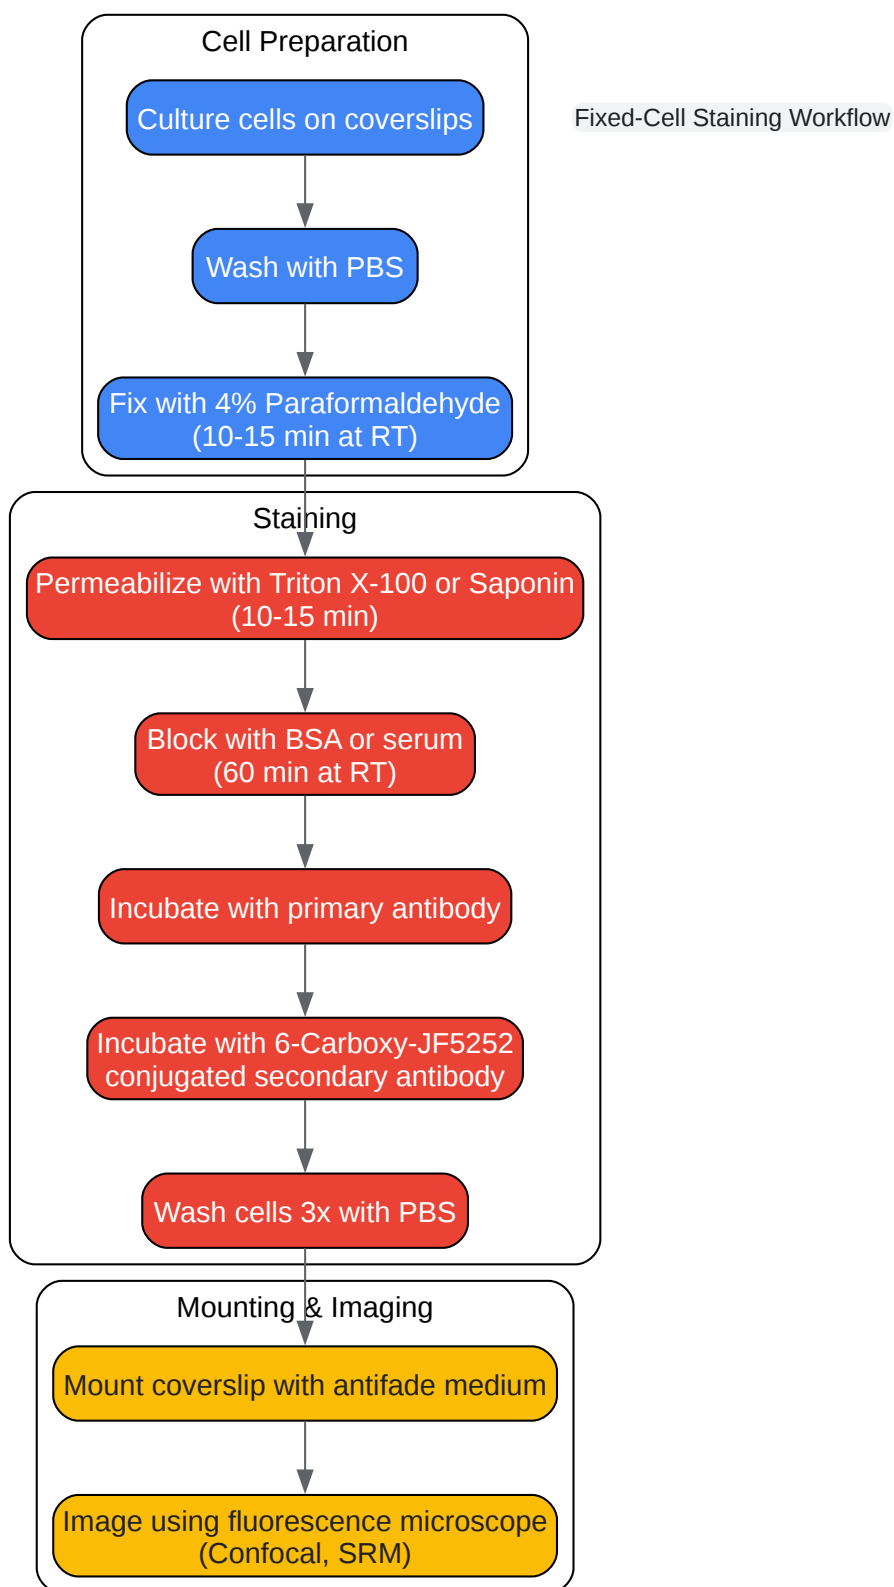 Cell Preparation
Culture cells on coverslips
Fixed-Cell Staining Workflow
Wash with PBS
Fix with 4% Paraformaldehyde
(10-15 min at RT)
Staining
Permeabilize with Triton X-100 or Saponin
(10-15 min)
Block with BSA or serum
(60 min at RT)
Incubate with primary antibody
Incubate with 6-Carboxy-JF5252
conjugated secondary antibody
Wash cells 3x with PBS
Mounting & Imaging
Mount coverslip with antifade medium
Image using fluorescence microscope
(Confocal, SRM)